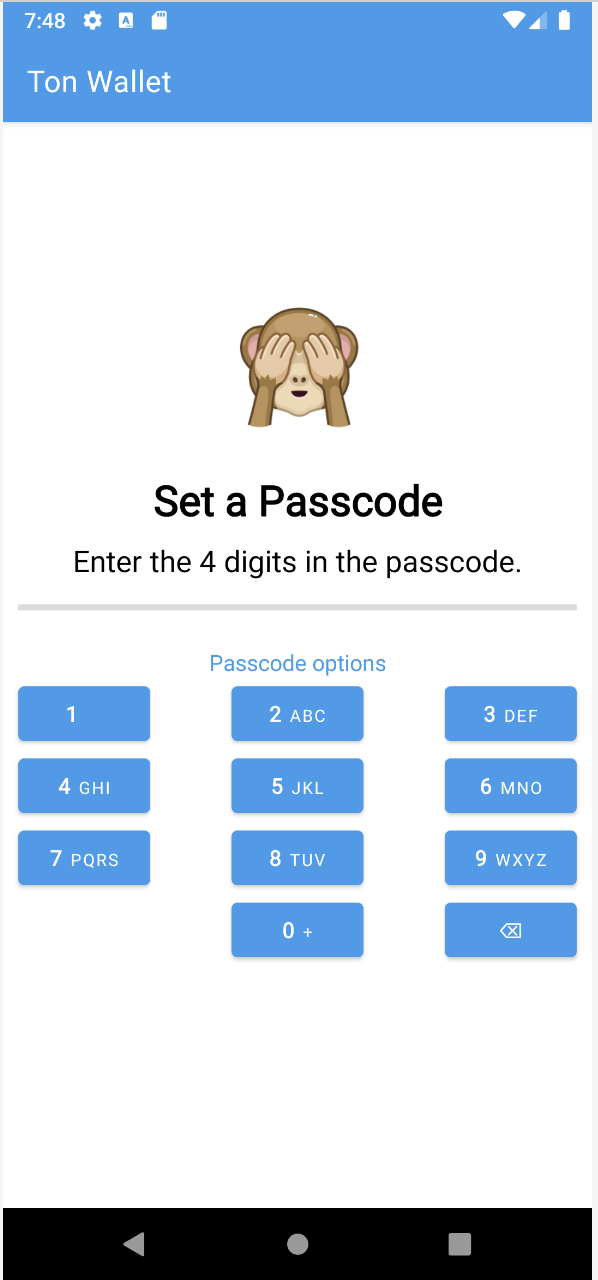 7:48
Ton Wallet
Set a Passcode
Enter the 4 digits in the passcode.
Passcode options
1
2 ABC
3 DEF
4 GHI
5 JKL
6 MNO
7 PQRS
8 TUV
9 WXYZ
0 +